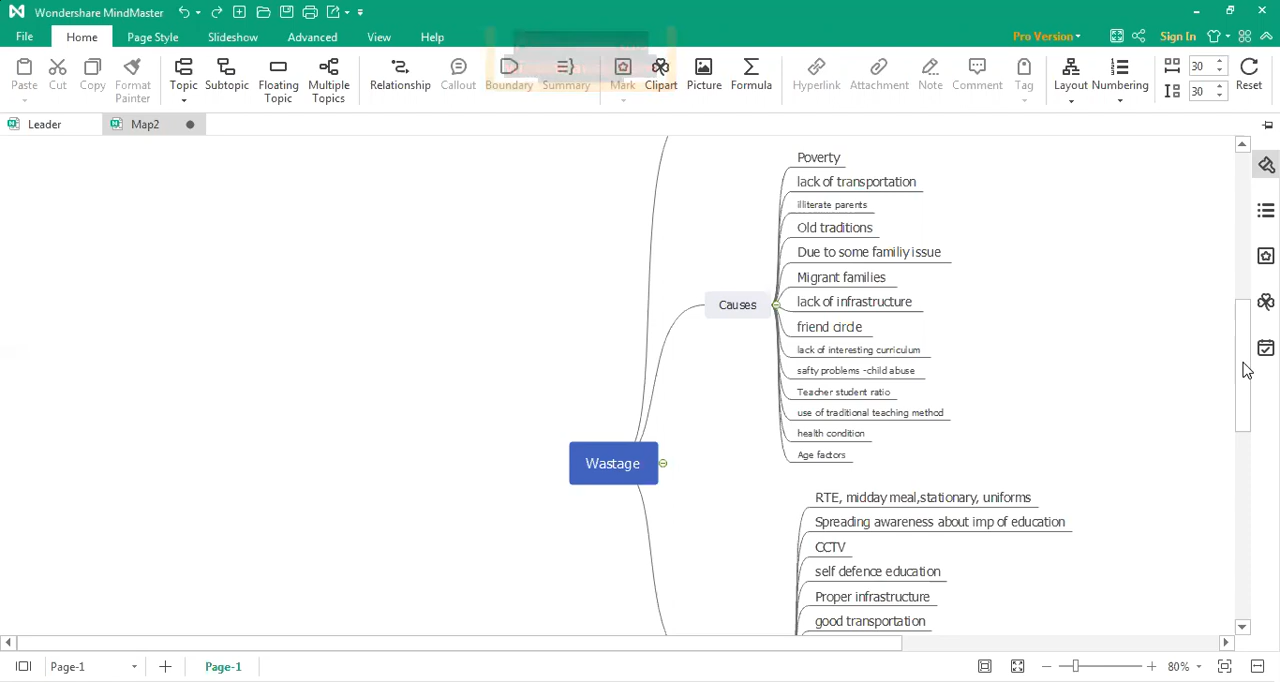 Wondershare MindMaster
File Home Page Style Slideshow Advanced View Help Pro Version Sign In
Paste Cut Copy Format Painter Topic Subtopic Floating Topic Multiple Topics Relationship Callout Boundary Summary Mark Clipart Picture Formula Hyperlink Attachment Note Comment Tag Layout Numbering 30 30 Reset
Leader Map2
Poverty
lack of transportation
illiterate parents
Old traditions
Due to some familiy issue
Migrant families
Causes
lack of infrastructure
friend circle
lack of interesting curriculum
safty problems -child abuse
Teacher student ratio
use of traditional teaching method
health condition
Age factors
Wastage
RTE, midday meal,stationary, uniforms
Spreading awareness about imp of education
CCTV
self defence education
Proper infrastructure
good transportation
Page-1 Page-1 80%